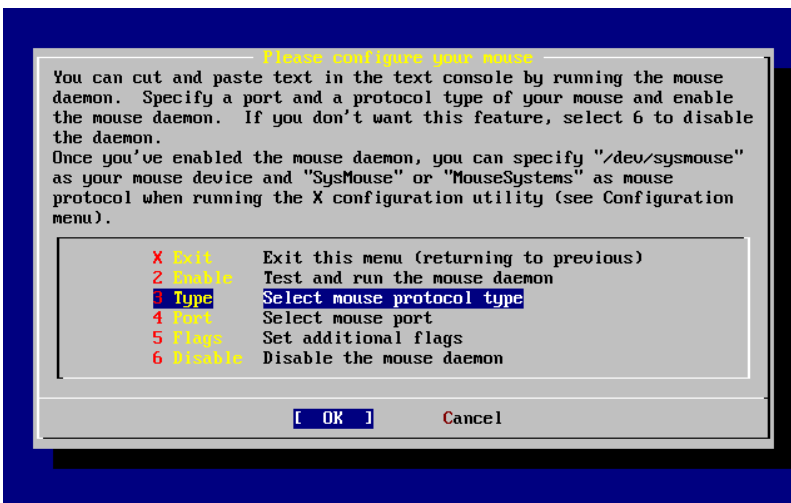 Please configure your mouse
You can cut and paste text in the text console by running the mouse
daemon.  Specify a port and a protocol type of your mouse and enable
the mouse daemon.  If you don't want this feature, select 6 to disable
the daemon.
Once you've enabled the mouse daemon, you can specify "/dev/sysmouse"
as your mouse device and "SysMouse" or "MouseSystems" as mouse
protocol when running the X configuration utility (see Configuration
menu).
X Exit Exit this menu (returning to previous)
2 Enable Test and run the mouse daemon
3 Type Select mouse protocol type
4 Port Select mouse port
5 Flags Set additional flags
6 Disable Disable the mouse daemon
[ OK ] Cancel